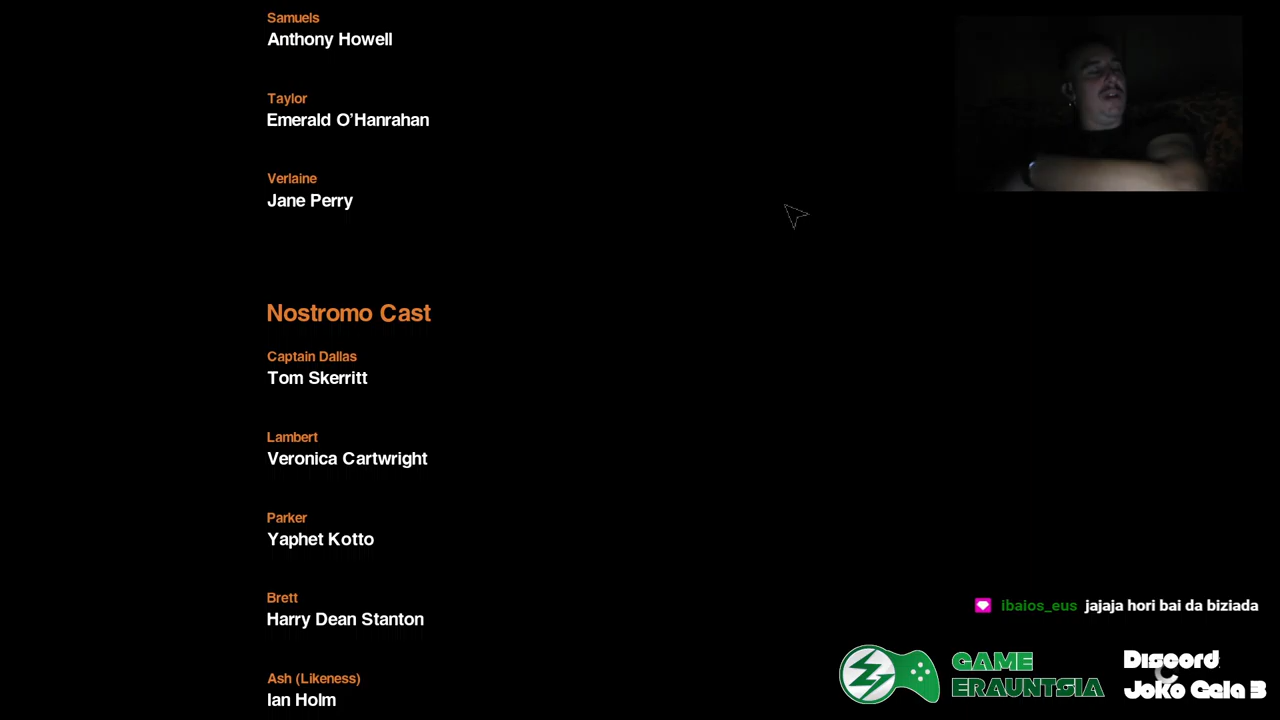 Samuels
Anthony Howell
Taylor
Emerald O'Hanrahan
Verlaine
Jane Perry
Nostromo Cast
Captain Dallas
Tom Skerritt
Lambert
Veronica Cartwright
Parker
Yaphet Kotto
Brett
Harry Dean Stanton
Ash (Likeness)
Ian Holm
ibaios_eus jajaja hori bai da biziada
GAME
ERAUNTSIA
Discord
Joko Gela 3